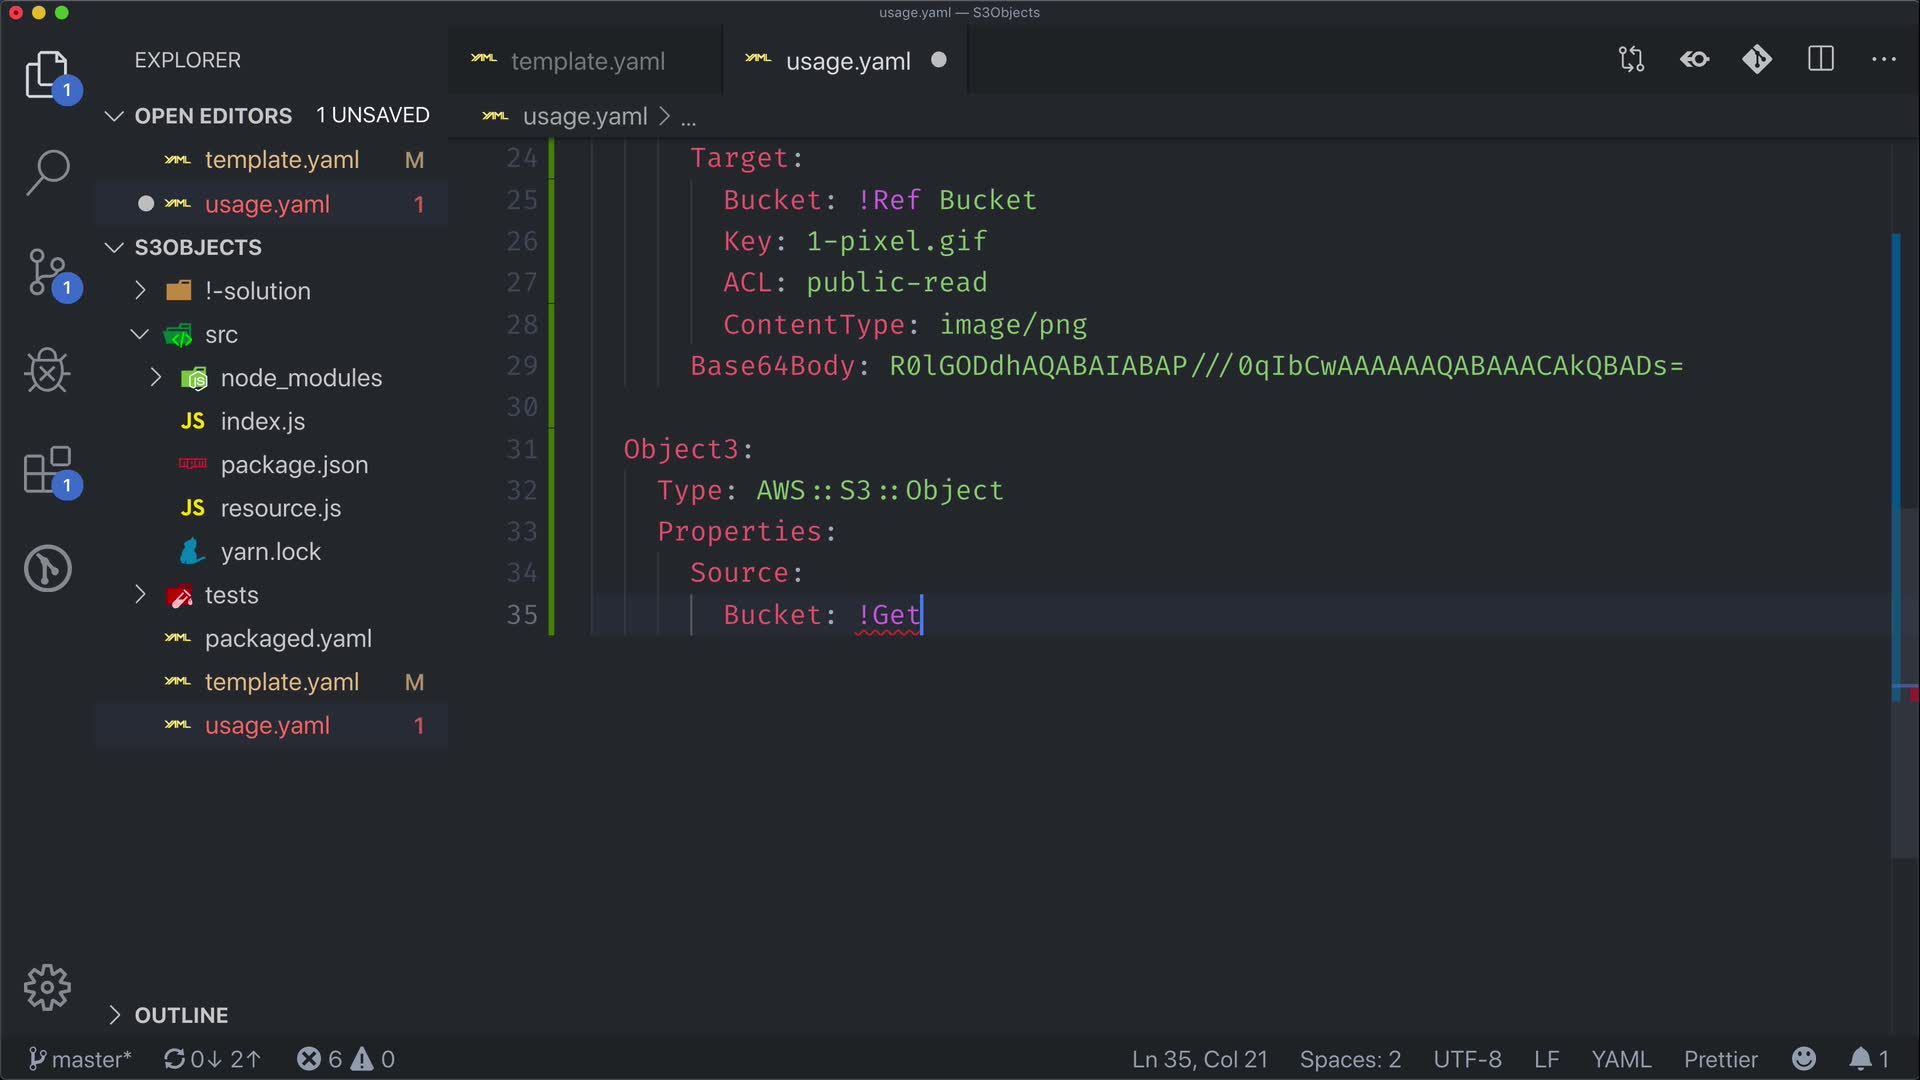 usage.yaml — S3Objects
EXPLORER
template.yaml
usage.yaml
1
OPEN EDITORS 1 UNSAVED
usage.yaml > ...
template.yaml M
usage.yaml 1
S3OBJECTS
!-solution
src
node_modules
JS index.js
package.json
JS resource.js
yarn.lock
tests
packaged.yaml
template.yaml M
usage.yaml 1
1
1
24 Target:
25 Bucket: !Ref Bucket
26 Key: 1-pixel.gif
27 ACL: public-read
28 ContentType: image/png
29 Base64Body: R0lGODdhAQABAIABAP///0qIbCwAAAAAAQABAAACAkQBADs=
30
31 Object3:
32 Type: AWS::S3::Object
33 Properties:
34 Source:
35 Bucket: !Get
OUTLINE
master* 0↓ 2↑ 6 0 Ln 35, Col 21 Spaces: 2 UTF-8 LF YAML Prettier 1